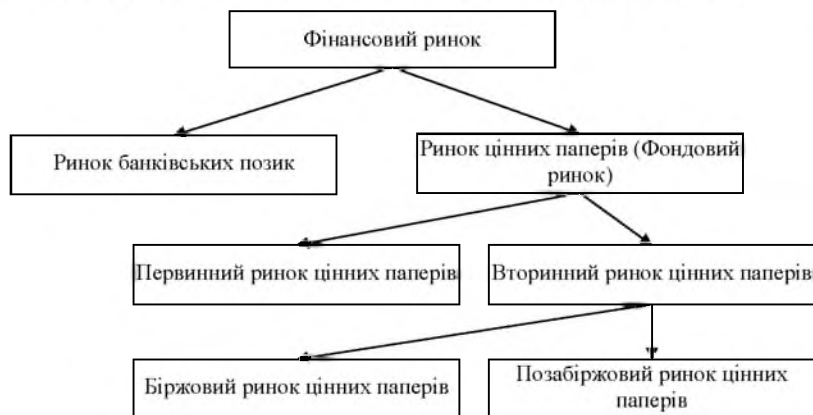 Фінансовий ринок
Ринок банківських позик
Ринок цінних паперів (Фондовий
ринок)
Первинний ринок цінних паперів
Вторинний ринок цінних паперів
Біржовий ринок цінних паперів
Позабіржовий ринок цінних
паперів